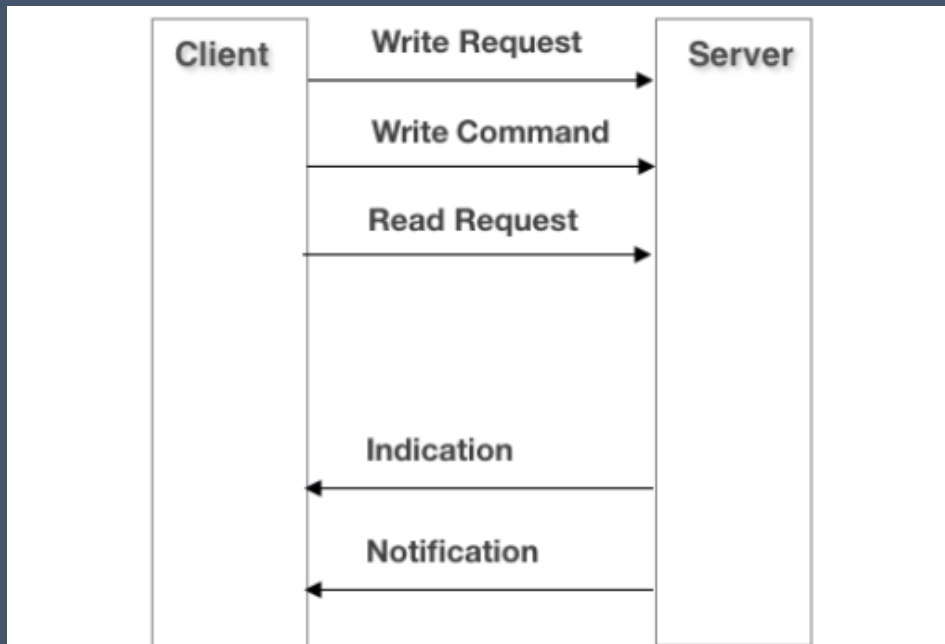 Client
Write Request
Server
Write Command
Read Request
Indication
Notification